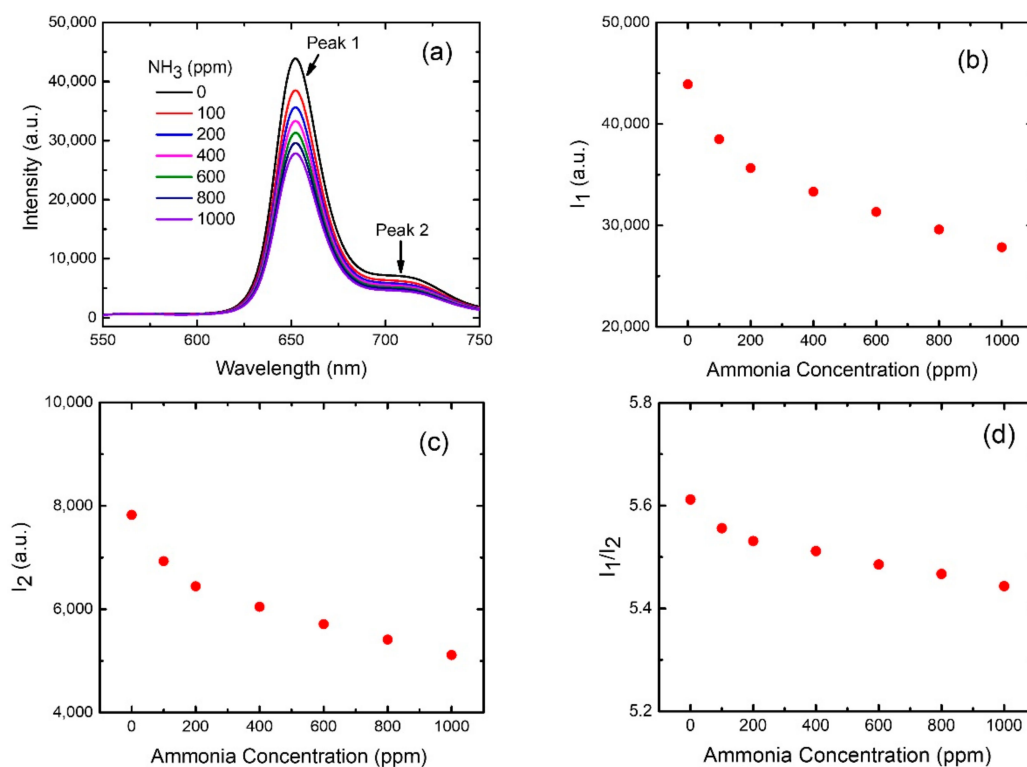 50,000
40,000
30,000
20,000
10,000
0
Intensity (a.u.)
550 600 650 700 750
Wavelength (nm)
NH3 (ppm)
0
100
200
400
600
800
1000
Peak 1
Peak 2
(a)
50,000
40,000
30,000
20,000
I1 (a.u.)
0 200 400 600 800 1000
Ammonia Concentration (ppm)
(b)
10,000
8,000
6,000
4,000
I2 (a.u.)
0 200 400 600 800 1000
Ammonia Concentration (ppm)
(c)
5.8
5.6
5.4
5.2
I1/I2
0 200 400 600 800 1000
Ammonia Concentration (ppm)
(d)